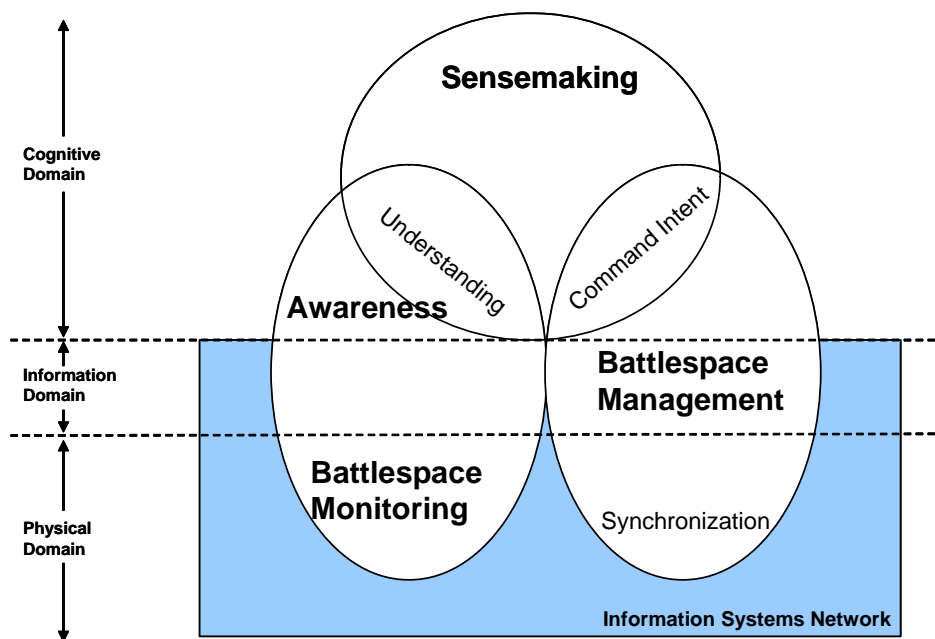 Sensemaking
Cognitive
Domain
Understanding
Command Intent
Awareness
Information
Domain
Battlespace
Management
Battlespace
Monitoring
Physical
Domain
Synchronization
Information Systems Network